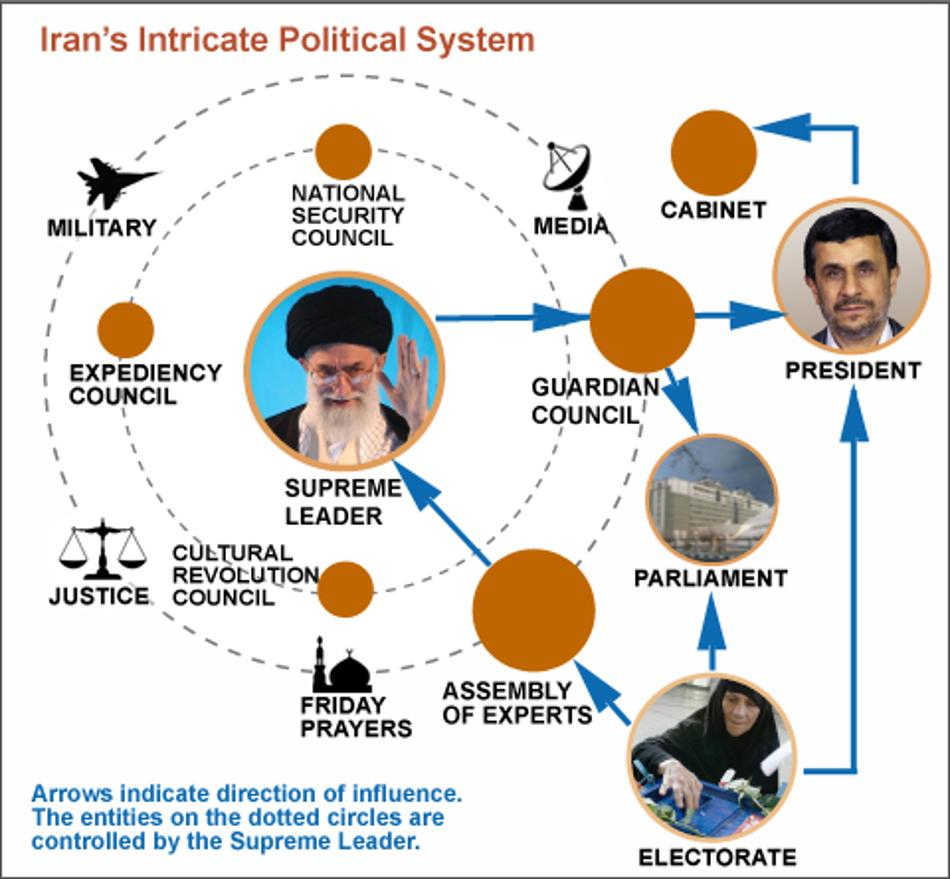 Iran's Intricate Political System
MILITARY
NATIONAL
SECURITY
COUNCIL
MEDIA
CABINET
EXPEDIENCY
COUNCIL
GUARDIAN
COUNCIL
PRESIDENT
SUPREME
LEADER
CULTURAL
REVOLUTION
COUNCIL
JUSTICE
PARLIAMENT
FRIDAY
PRAYERS
ASSEMBLY
OF EXPERTS
Arrows indicate direction of influence.
The entities on the dotted circles are
controlled by the Supreme Leader.
ELECTORATE